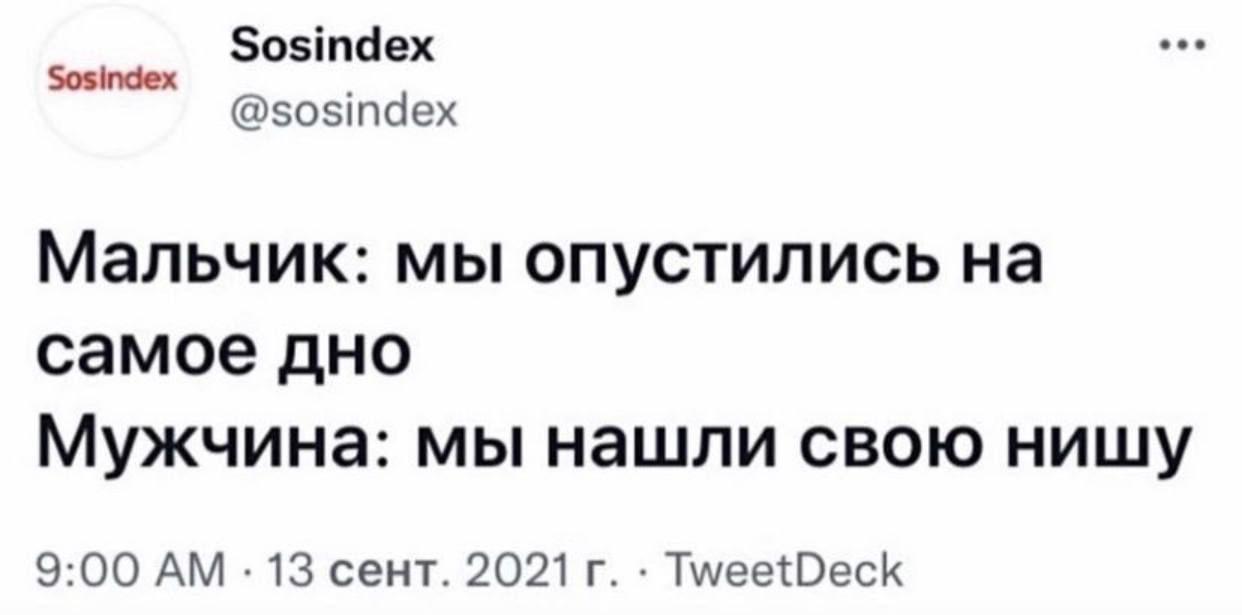 SosIndex
Sosindex
@sosindex
Мальчик: мы опустились на
самое дно
Мужчина: мы нашли свою нишу
9:00 AM · 13 сент. 2021 г. · TweetDeck